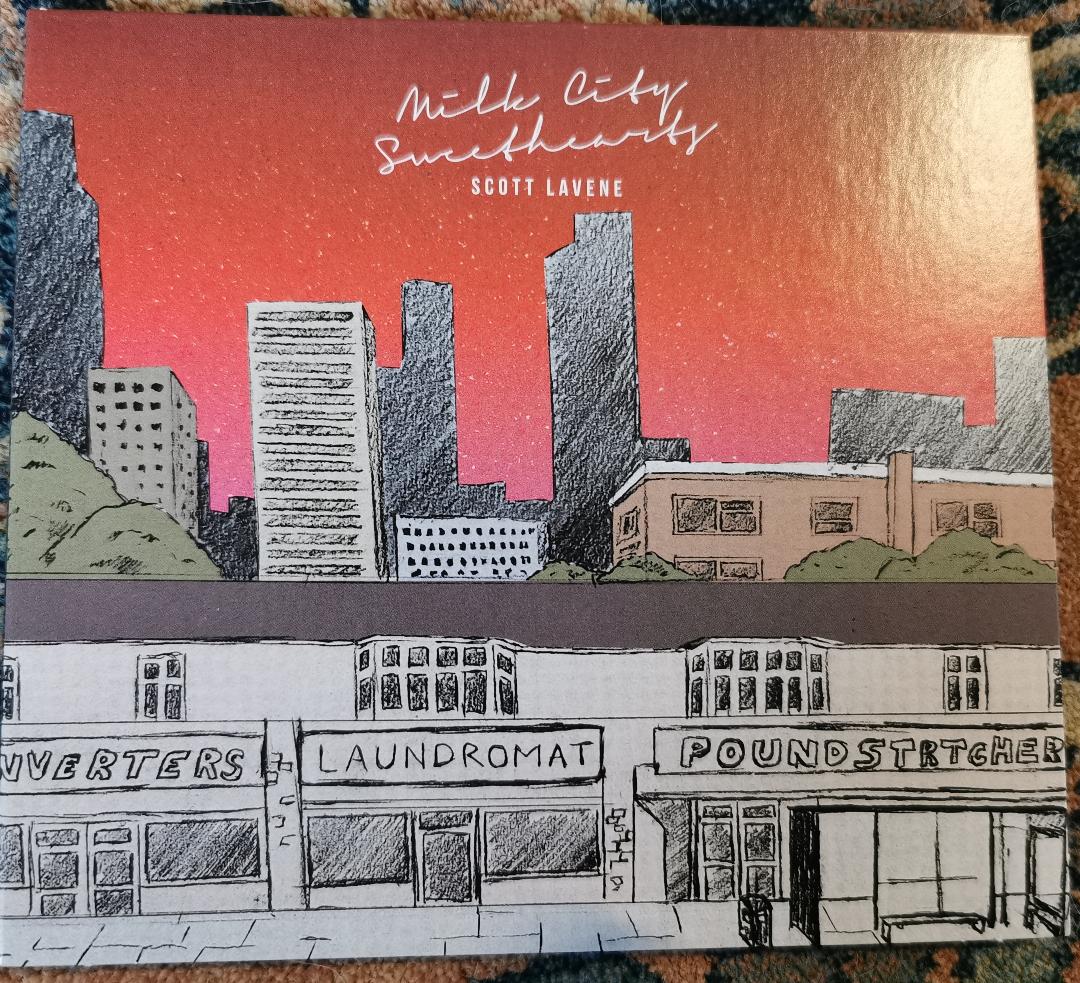 Milk City
Sweethearts
SCOTT LAVENE
NVERTERS
LAUNDROMAT
POUNDSTRTCHER